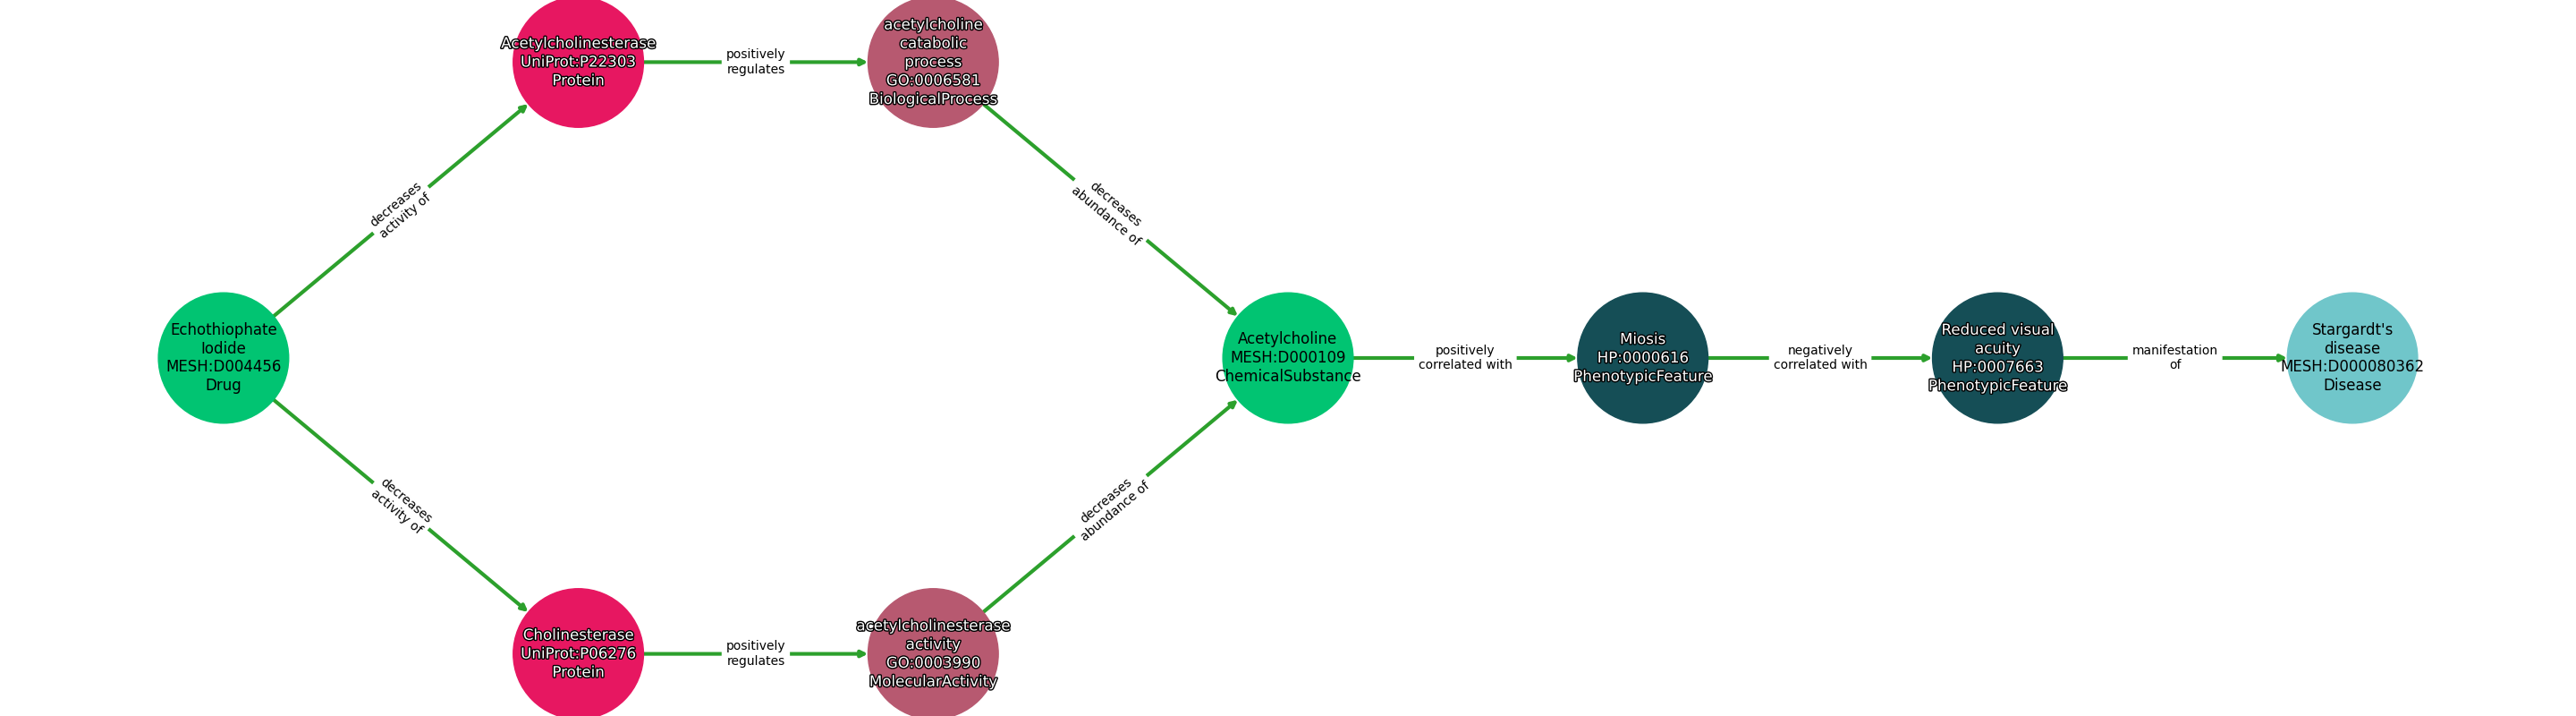 Acetylcholinesterase
UniProt:P22303
Protein
positively
regulates
acetylcholine
catabolic
process
GO:0006581
BiologicalProcess
decreases
activity of
decreases
abundance of
Echothiophate
Iodide
MESH:D004456
Drug
Acetylcholine
MESH:D000109
ChemicalSubstance
positively
correlated with
Miosis
HP:0000616
PhenotypicFeature
negatively
correlated with
Reduced visual
acuity
HP:0007663
PhenotypicFeature
manifestation
of
Stargardt's
disease
MESH:D000080362
Disease
decreases
activity of
decreases
abundance of
Cholinesterase
UniProt:P06276
Protein
positively
regulates
acetylcholinesterase
activity
GO:0003990
MolecularActivity